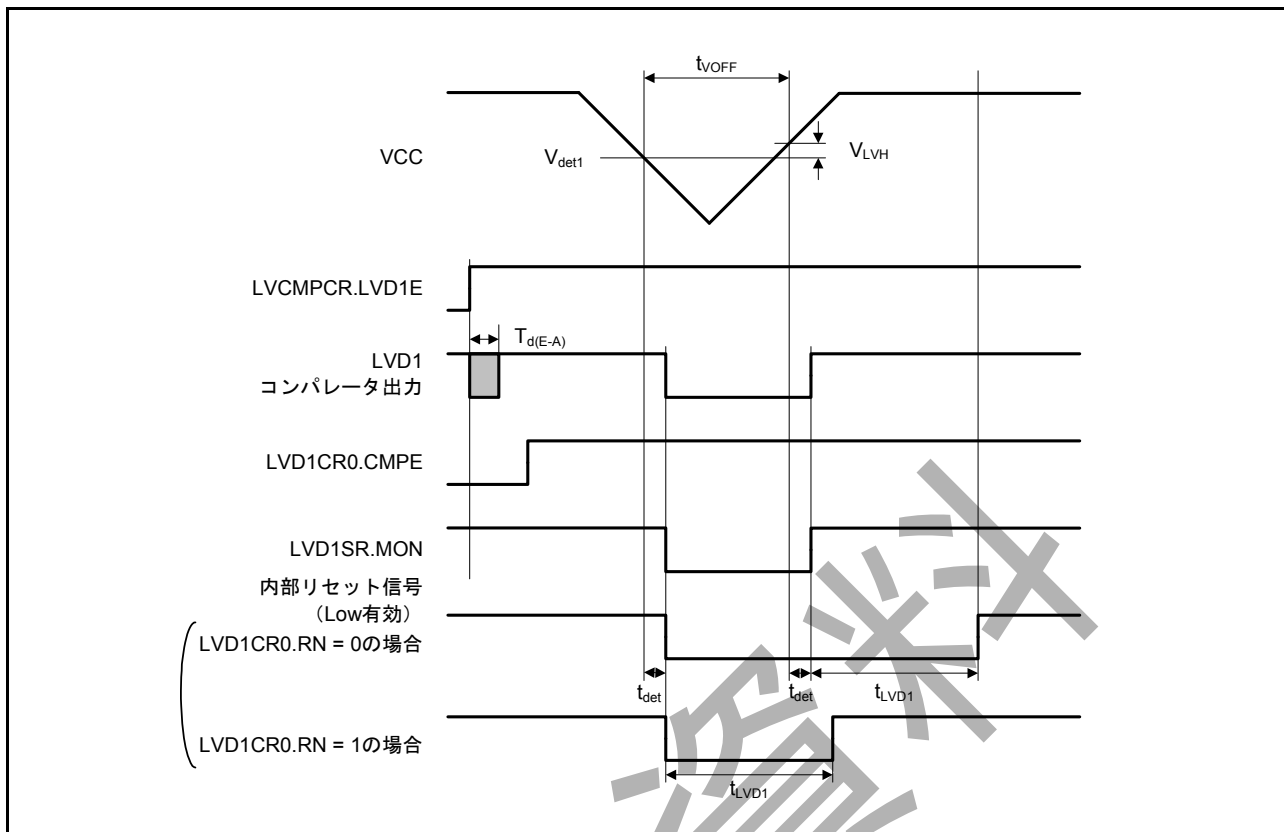 tVOFF
VCC
Vdet1
VLVH
LVCMPCR.LVD1E
Td(E-A)
LVD1
コンパレータ出力
LVD1CR0.CMPE
LVD1SR.MON
内部リセット信号
（Low有効）
LVD1CR0.RN = 0の場合
tdet
tdet
tLVD1
LVD1CR0.RN = 1の場合
tLVD1
資料